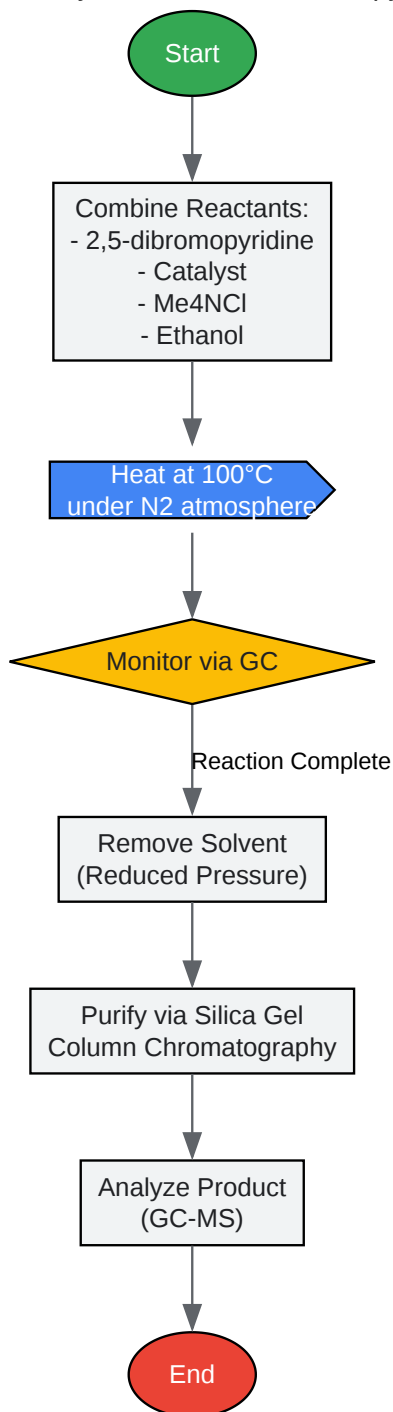 Start
Combine Reactants:
- 2,5-dibromopyridine
- Catalyst
- Me4NCl
- Ethanol
Heat at 100°C
under N2 atmosphere
Monitor via GC
Reaction Complete
Remove Solvent
(Reduced Pressure)
Purify via Silica Gel
Column Chromatography
Analyze Product
(GC-MS)
End